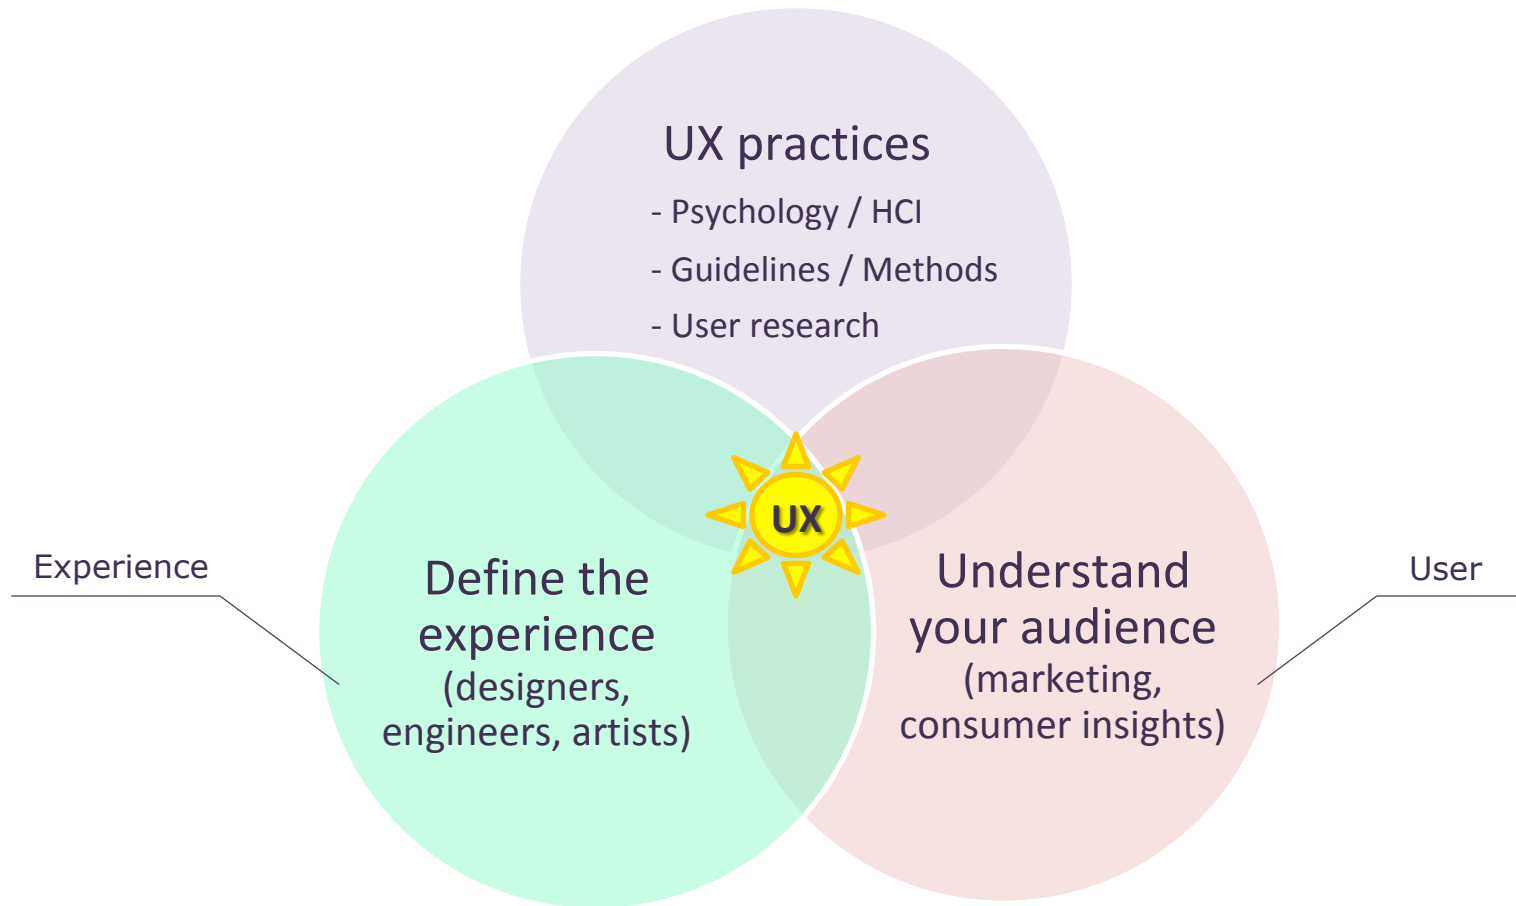 UX practices
- Psychology / HCI
- Guidelines / Methods
- User research
UX
Experience
Define the
experience
(designers,
engineers, artists)
Understand
your audience
(marketing,
consumer insights)
User